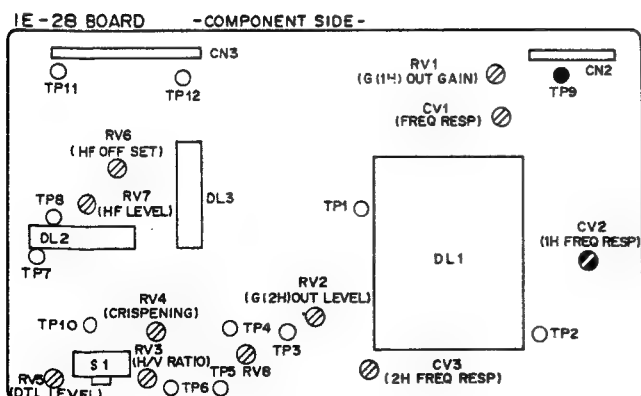 IE-28 BOARD -COMPONENT SIDE-
CN3
CN2
TP11
TP12
RV1
(G(1H) OUT GAIN)
TP9
CV1
(FREQ RESP)
RV6
(HF OFF SET)
TP8
RV7
(HF LEVEL)
DL3
TP1
DL2
TP7
DL1
CV2
(1H FREQ RESP)
RV2
(G(2H)OUT LEVEL)
RV4
(CRISPENING)
TP10
TP4
TP3
TP2
S1
RV3
(H/V RATIO)
TP5
RV8
RV5
(DTL LEVEL)
TP6
CV3
(2H FREQ RESP)